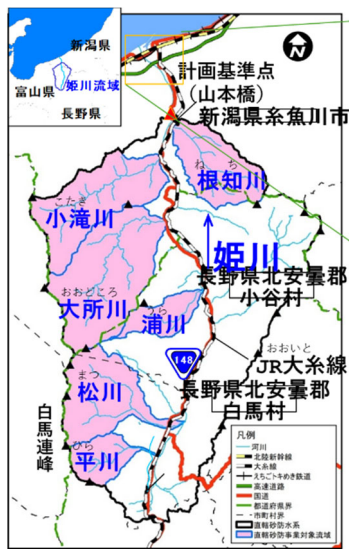 新潟県
富山県
姫川流域
長野県
N
計画基準点
(山本橋)
新潟県糸魚川市
ねち
根知川
こたき
小滝川
姫川
長野県北安曇郡
小谷村
おおところ
大所川
うら
浦川
148
おおいと
JR大糸線
まつ
松川
長野県北安曇郡
白馬村
白馬連峰
ひら
平川
凡例
河川
北陸新幹線
大糸線
えちごトキめき鉄道
高速道路
国道
都道府県界
市町村界
直轄砂防水系
直轄砂防事業対象流域